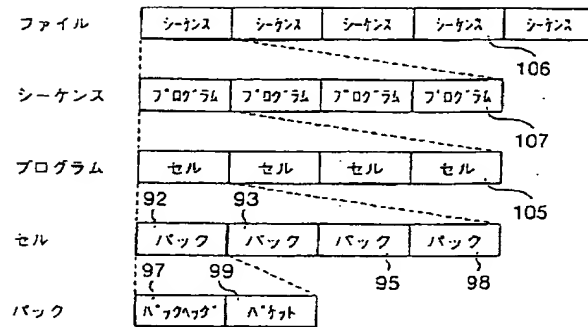 ファイル シーケンス シーケンス シーケンス シーケンス シーケンス
106
シーケンス プログラム プログラム プログラム プログラム
107
プログラム セル セル セル セル
105
92 93
セル パック パック パック パック
95 98
97 99
パック パックヘッダ パケット